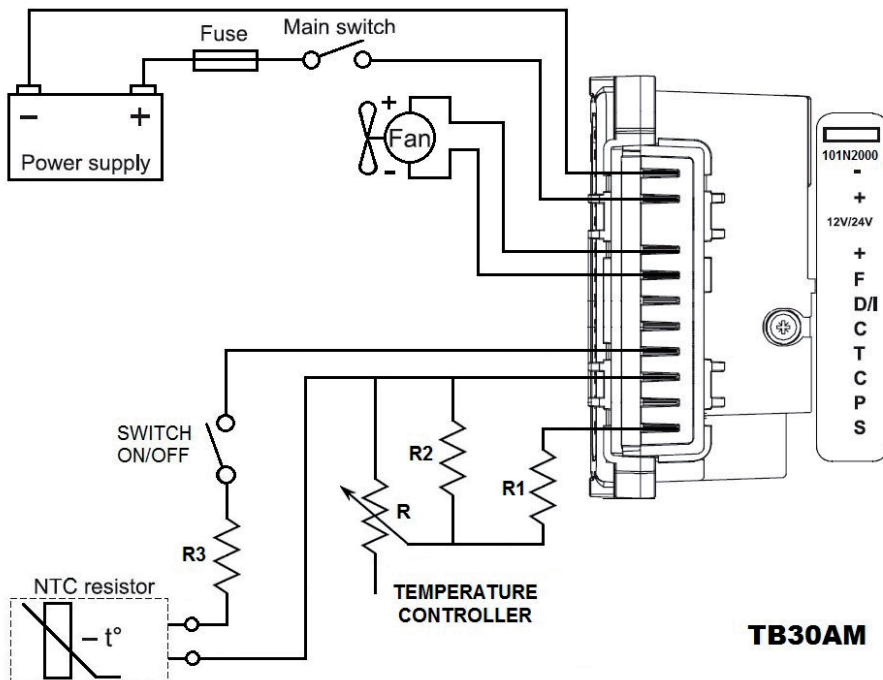 Fuse
Main switch
− +
Power supply
+
Fan
-
101N2000
-
+
12V/24V
+
F
D/I
C
T
C
P
S
SWITCH
ON/OFF
R2
R1
R
R3
NTC resistor
– t°
TEMPERATURE
CONTROLLER
TB30AM